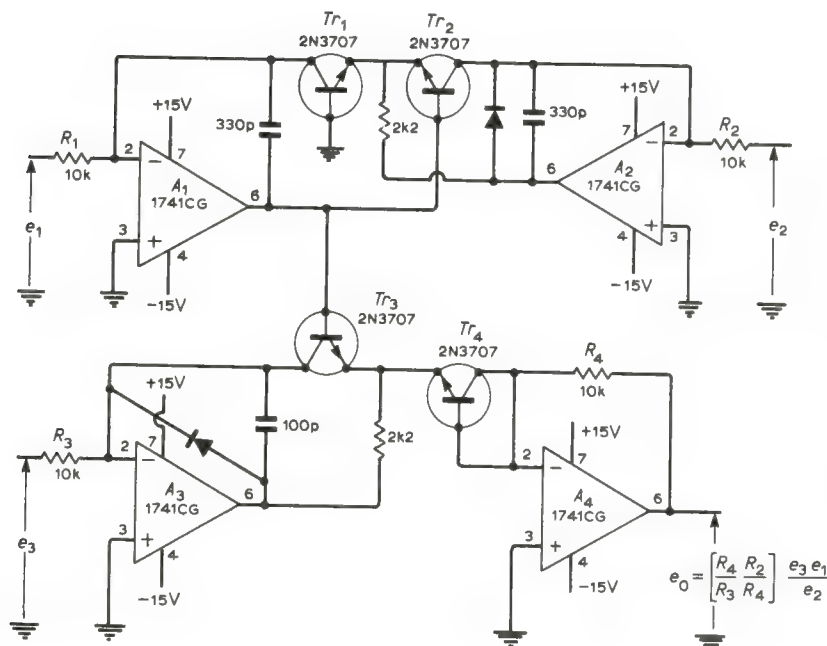 Tr1
2N3707
Tr2
2N3707
+15V
+15V
330p
2k2
330p
R1
10k
2
7
−
A1
1741CG
6
3
+
4
−15V
e1
6
A2
1741CG
7
2
−
R2
10k
+
3
4
−15V
e2
Tr3
2N3707
Tr4
2N3707
R4
10k
+15V
+15V
R3
10k
2
7
−
100p
2k2
A3
1741CG
6
3
+
4
−15V
e3
2
7
−
A4
1741CG
6
3
+
4
−15V
e0 = [R4/R3 R2/R4] e3 e1/e2